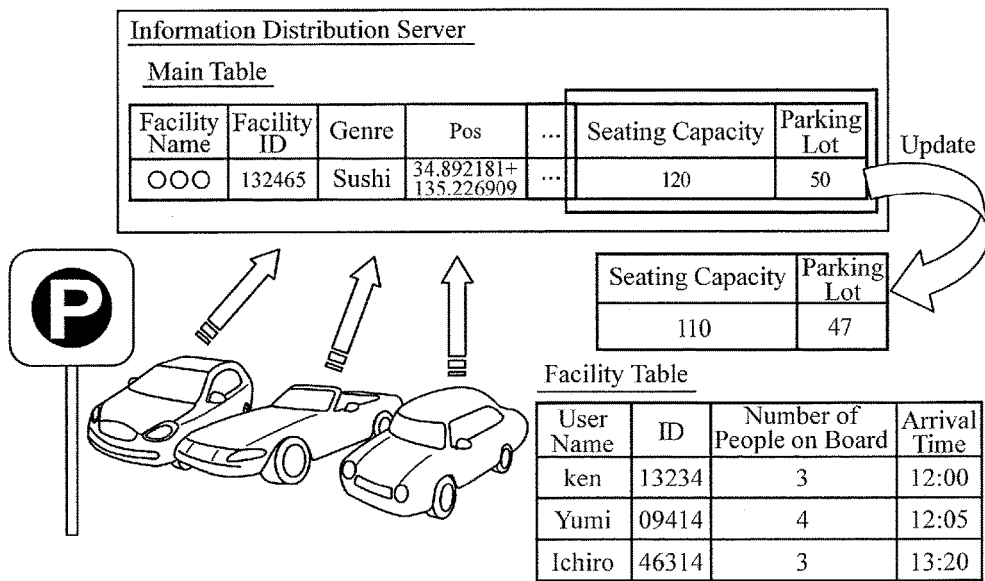 Information Distribution Server
Main Table
Facility Name | Facility ID | Genre | Pos | ... | Seating Capacity | Parking Lot
○○○ | 132465 | Sushi | 34.892181+ 135.226909 | ... | 120 | 50
Update
Seating Capacity | Parking Lot
110 | 47
P
Facility Table
User Name | ID | Number of People on Board | Arrival Time
ken | 13234 | 3 | 12:00
Yumi | 09414 | 4 | 12:05
Ichiro | 46314 | 3 | 13:20